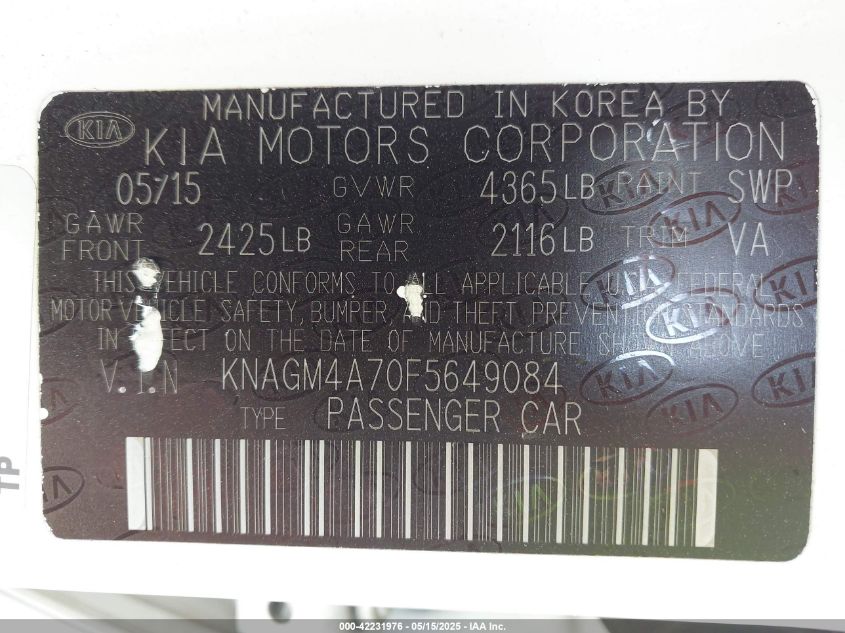 MANUFACTURED IN KOREA BY
KIA KIA MOTORS CORPORATION
05/15 GVWR 4365LB PAINT SWP
GAWR FRONT 2425LB GAWR REAR 2116LB TRIM VA
THIS VEHICLE CONFORMS TO ALL APPLICABLE U.S. FEDERAL
MOTOR VEHICLE SAFETY, BUMPER AND THEFT PREVENTION STANDARDS
IN EFFECT ON THE DATE OF MANUFACTURE SHOWN ABOVE
V.I.N KNAGM4A70F5649084
TYPE PASSENGER CAR
TP
000-42231976 — 05/15/2025 — IAA Inc.